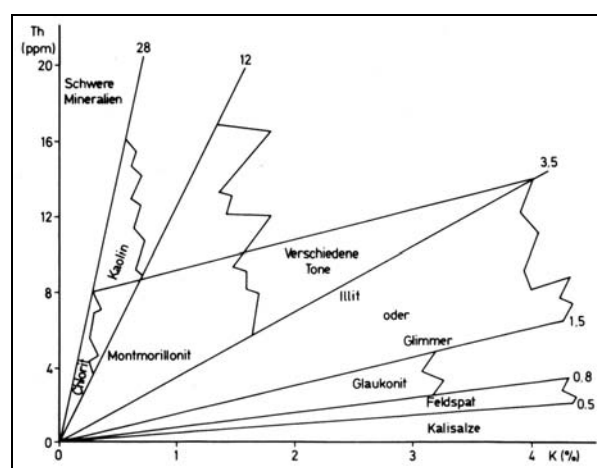 Th
(ppm)
28
12
20
Schwere
Mineralien
16
3,5
12
Kaolin
Verschiedene
Tone
8
Illit
oder
1,5
Montmorillonit
Glimmer
4
Chlorit
Glaukonit
0,8
Feldspat
0.5
Kalisalze
0
0
1
2
3
4
K (‰)